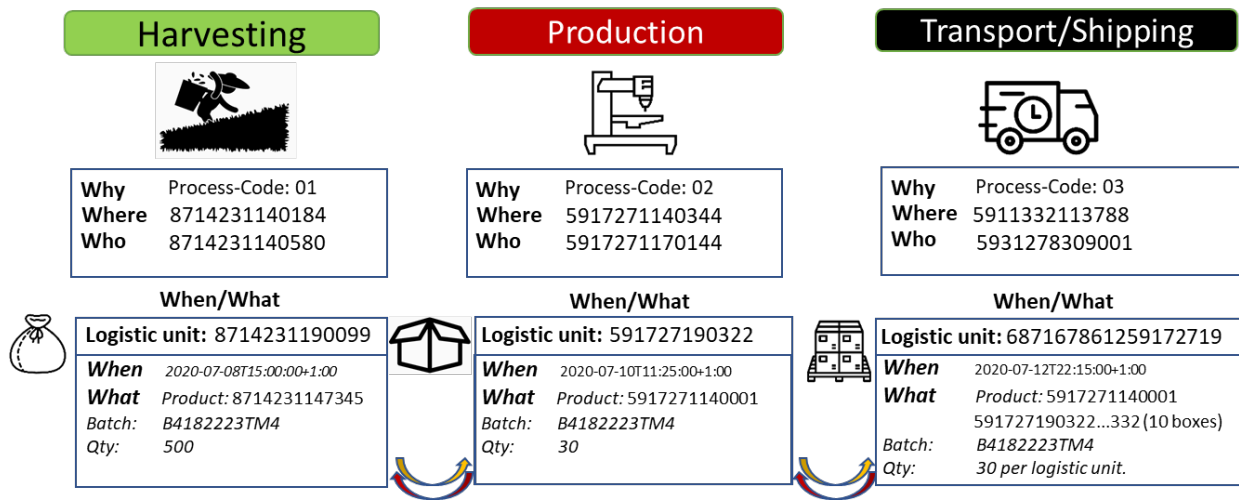 Harvesting
Why Process-Code: 01
Where 8714231140184
Who 8714231140580
When/What
Logistic unit: 8714231190099
When 2020-07-08T15:00:00+1:00
What Product: 8714231147345
Batch: B4182223TM4
Qty: 500
Production
Why Process-Code: 02
Where 5917271140344
Who 5917271170144
When/What
Logistic unit: 591727190322
When 2020-07-10T11:25:00+1:00
What Product: 5917271140001
Batch: B4182223TM4
Qty: 30
Transport/Shipping
Why Process-Code: 03
Where 5911332113788
Who 5931278309001
When/What
Logistic unit: 687167861259172719
When 2020-07-12T22:15:00+1:00
What Product: 5917271140001
591727190322...332 (10 boxes)
Batch: B4182223TM4
Qty: 30 per logistic unit.